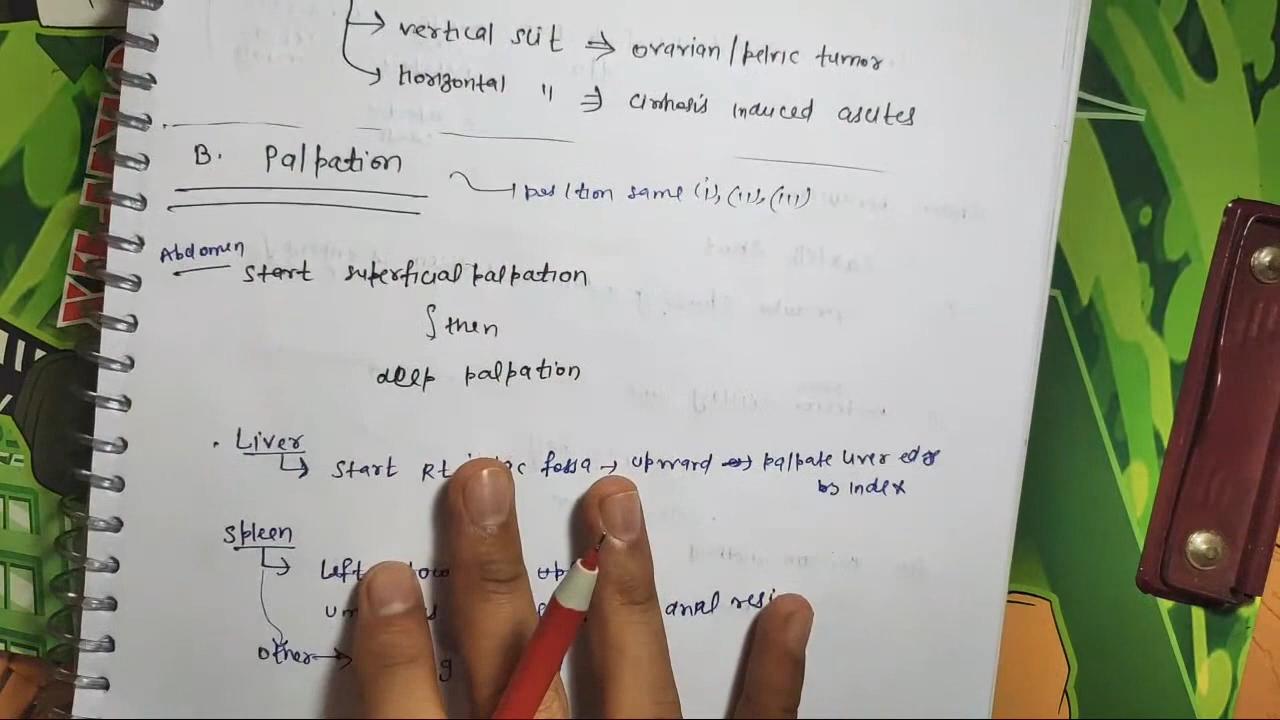 vertical slit ⇒ ovarian/pelvic tumor
Horizontal " ⇒ cirrhosis induced ascites
B. Palpation
position same (i), (ii), (iii)
Abdomen
start superficial palpation
then
deep palpation
. Liver
start Rt fossa → upward → palpate liver edge
by index
Spleen
Left
other →